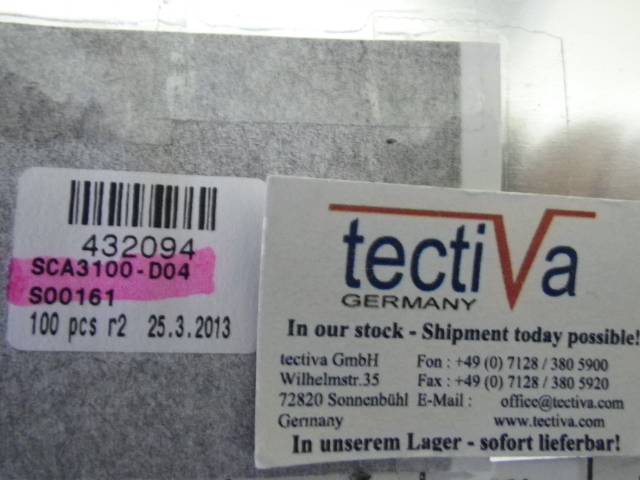 432094
SCA3100-D04
S00161
100 pcs r2 25.3.2013
tectiva
GERMANY
In our stock - Shipment today possible!
tectiva GmbH Fon : +49 (0) 7128 / 380 5900
Wilhelmstr.35 Fax : +49 (0) 7128 / 380 5920
72820 Sonnenbühl E-Mail : office@tectiva.com
Germany www.tectiva.com
In unserem Lager - sofort lieferbar!